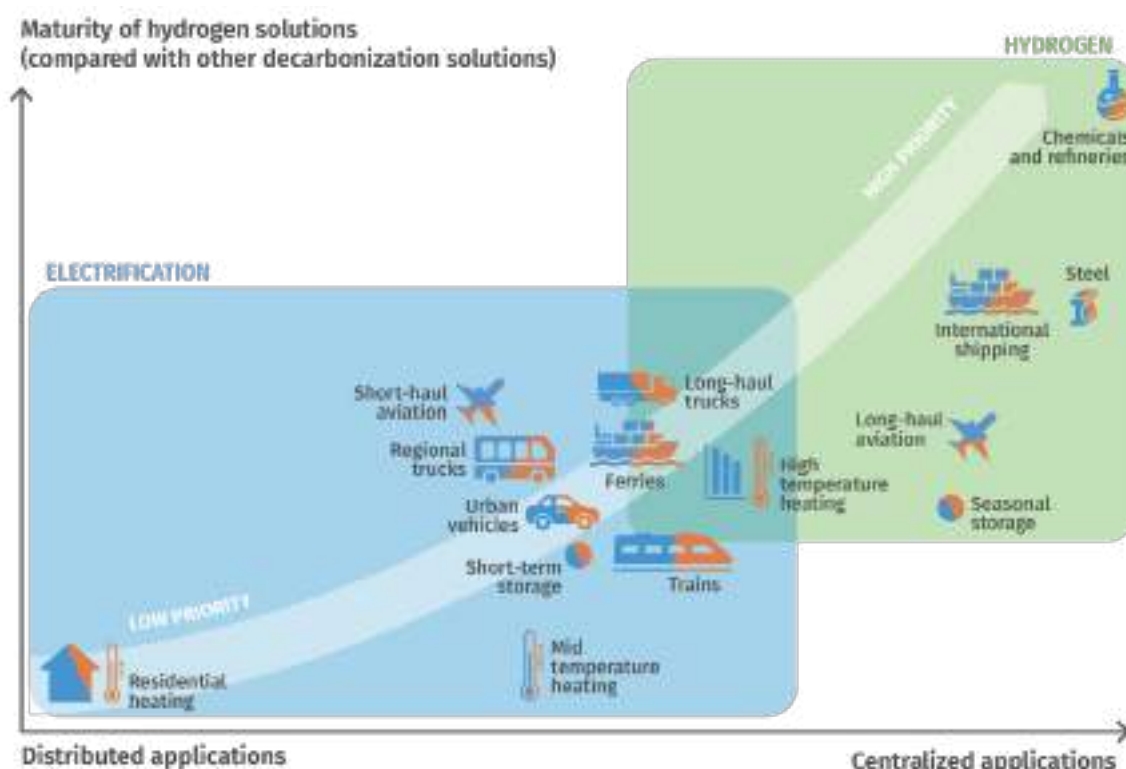 Maturity of hydrogen solutions
(compared with other decarbonization solutions)
HYDROGEN
HIGH PRIORITY
Chemicals
and refineries
ELECTRIFICATION
Steel
International
shipping
Short-haul
aviation
Long-haul
trucks
Long-haul
aviation
Regional
trucks
Ferries
High
temperature
heating
Urban
vehicles
Seasonal
storage
Short-term
storage
Trains
LOW PRIORITY
Mid
temperature
heating
Residential
heating
Distributed applications
Centralized applications